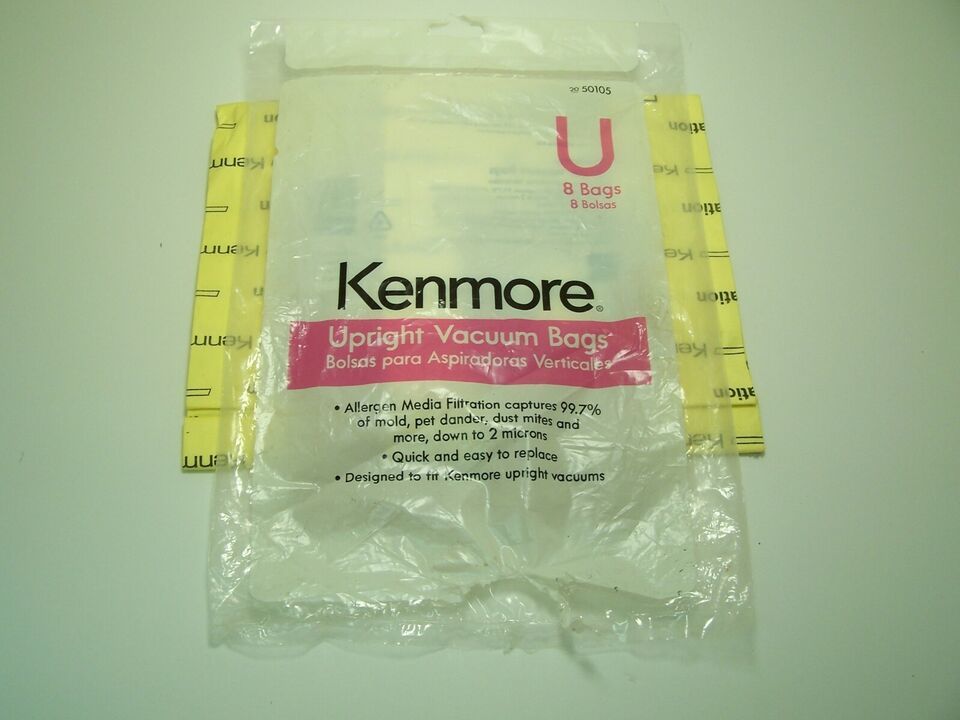 20 50105
U
8 Bags
8 Bolsas
Kenmore®
Upright Vacuum Bags
Bolsas para Aspiradoras Verticales
• Allergen Media Filtration captures 99.7%
of mold, pet dander, dust mites and
more, down to 2 microns
• Quick and easy to replace
• Designed to fit Kenmore upright vacuums